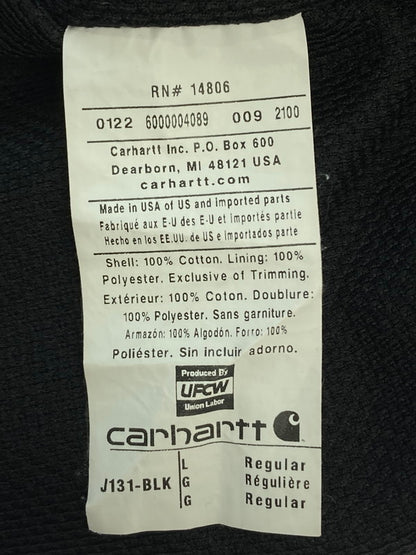 RN# 14806
0122 6000004089 009 2100
Carhartt Inc. P.O. Box 600
Dearborn, MI 48121 USA
carhartt.com
Made in USA of US and Imported parts
Fabriqué aux E-U des E-U et Importés partie
Hecho en los EE.UU. de US e Importados parte
Shell: 100% Cotton. Lining: 100%
Polyester. Exclusive of Trimming.
Extérieur: 100% Coton. Doublure:
100% Polyester. Sans garniture.
Armazón: 100% Algodón. Forro: 100%
Poliéster. Sin incluir adorno.
Produced By
UFCW
Union Labor
carhartt
L Regular
J131-BLK G Régulière
G Regular